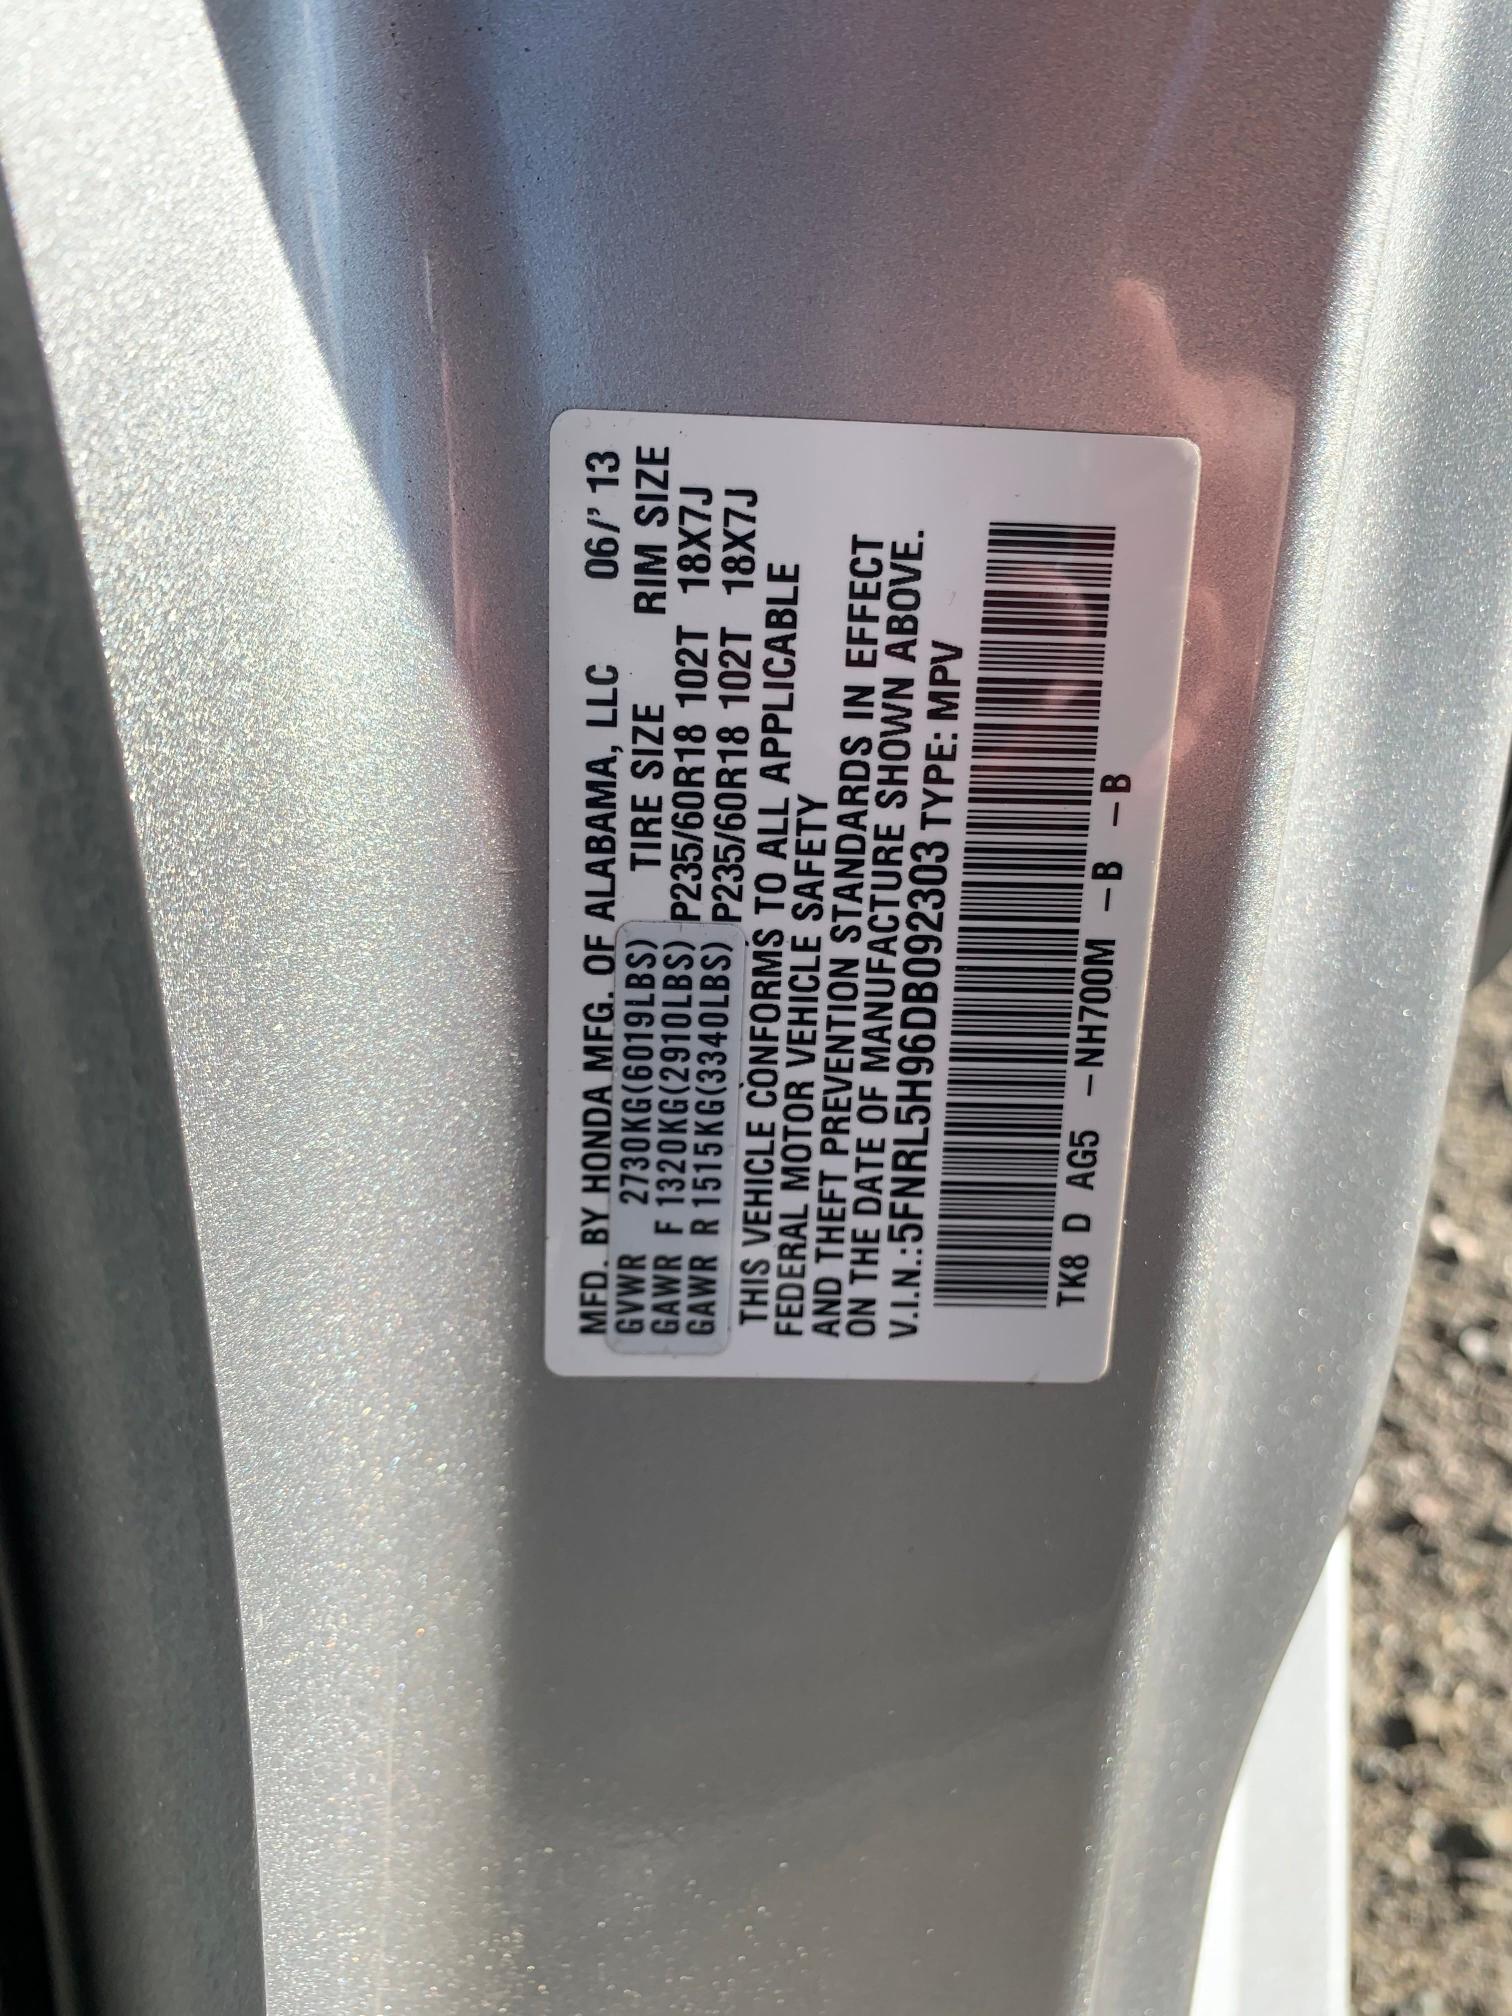 MFD. BY HONDA MFG. OF ALABAMA, LLC 06/' 13
GVWR 2730KG(6019LBS) TIRE SIZE RIM SIZE
GAWR F 1320KG(2910LBS) P235/60R18 102T 18X7J
GAWR R 1515KG(3340LBS) P235/60R18 102T 18X7J
THIS VEHICLE CONFORMS TO ALL APPLICABLE
FEDERAL MOTOR VEHICLE SAFETY
AND THEFT PREVENTION STANDARDS IN EFFECT
ON THE DATE OF MANUFACTURE SHOWN ABOVE.
V.I.N.:5FNRL5H96DB092303 TYPE: MPV
TK8 D AG5 -NH700M -B -B